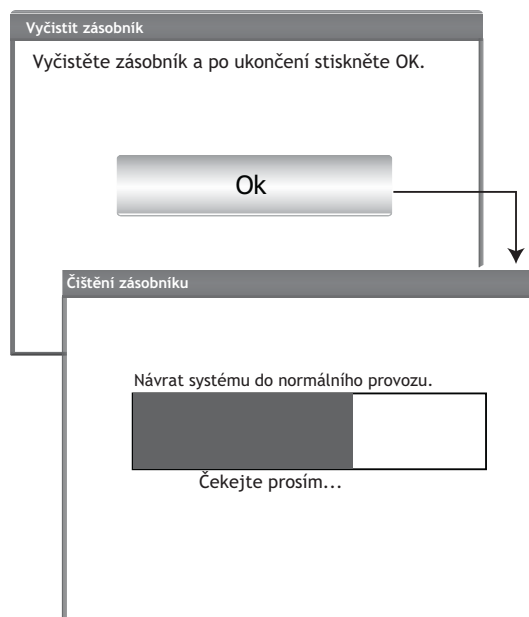 Vyčistit zásobník
Vyčistěte zásobník a po ukončení stiskněte OK.
Ok
Čištění zásobníku
Návrat systému do normálního provozu.
Čekejte prosím...